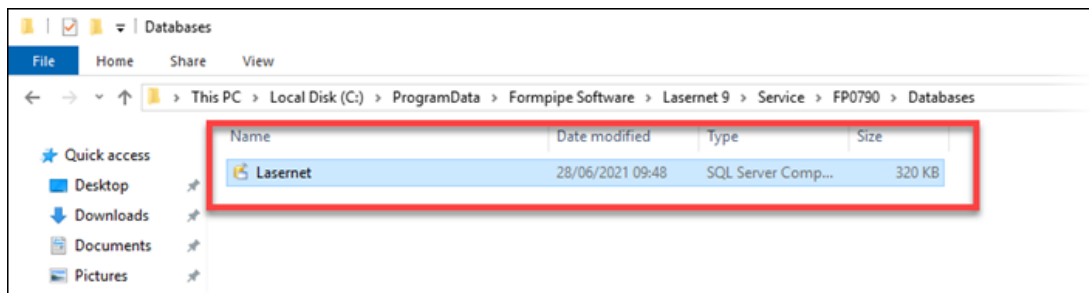 Databases
File Home Share View
This PC > Local Disk (C:) > ProgramData > Formpipe Software > Lasernet 9 > Service > FP0790 > Databases
Name Date modified Type Size
Quick access
Lasernet 28/06/2021 09:48 SQL Server Comp... 320 KB
Desktop
Downloads
Documents
Pictures